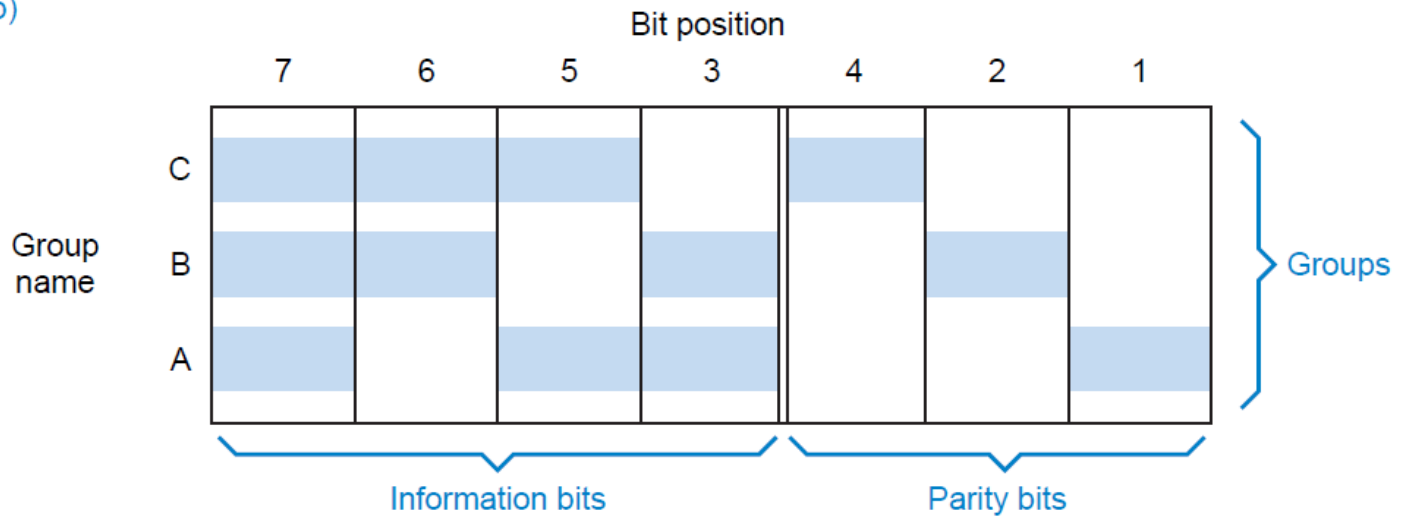 Bit position
7 6 5 3 4 2 1
C
Group
name
B
Groups
A
Information bits
Parity bits